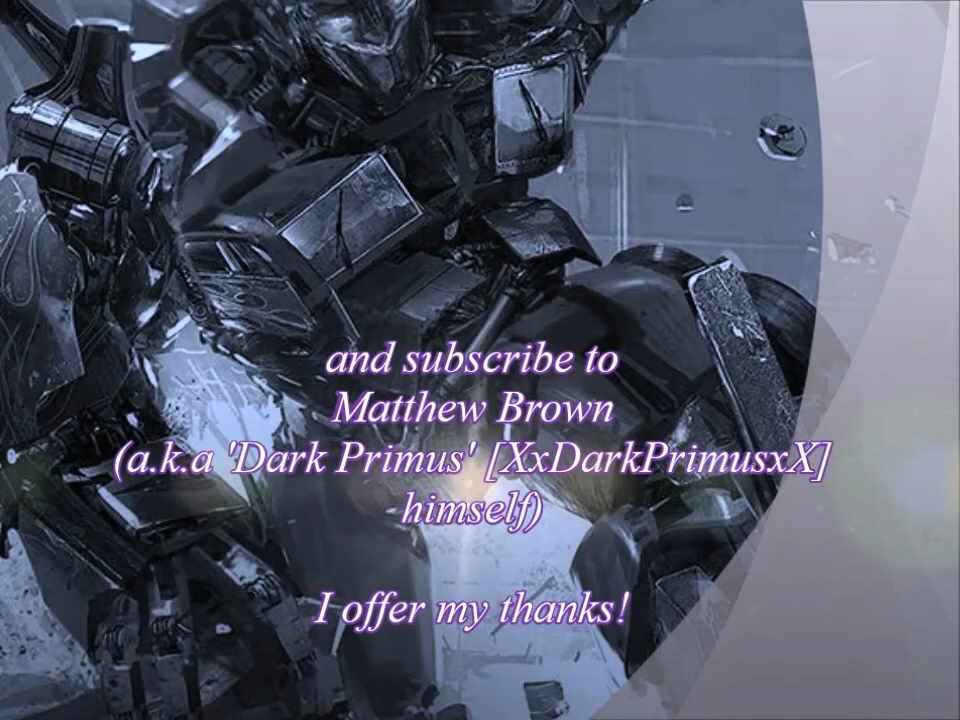 and subscribe to
Matthew Brown
(a.k.a 'Dark Primus' [XxDarkPrimusxX]
himself)
I offer my thanks!